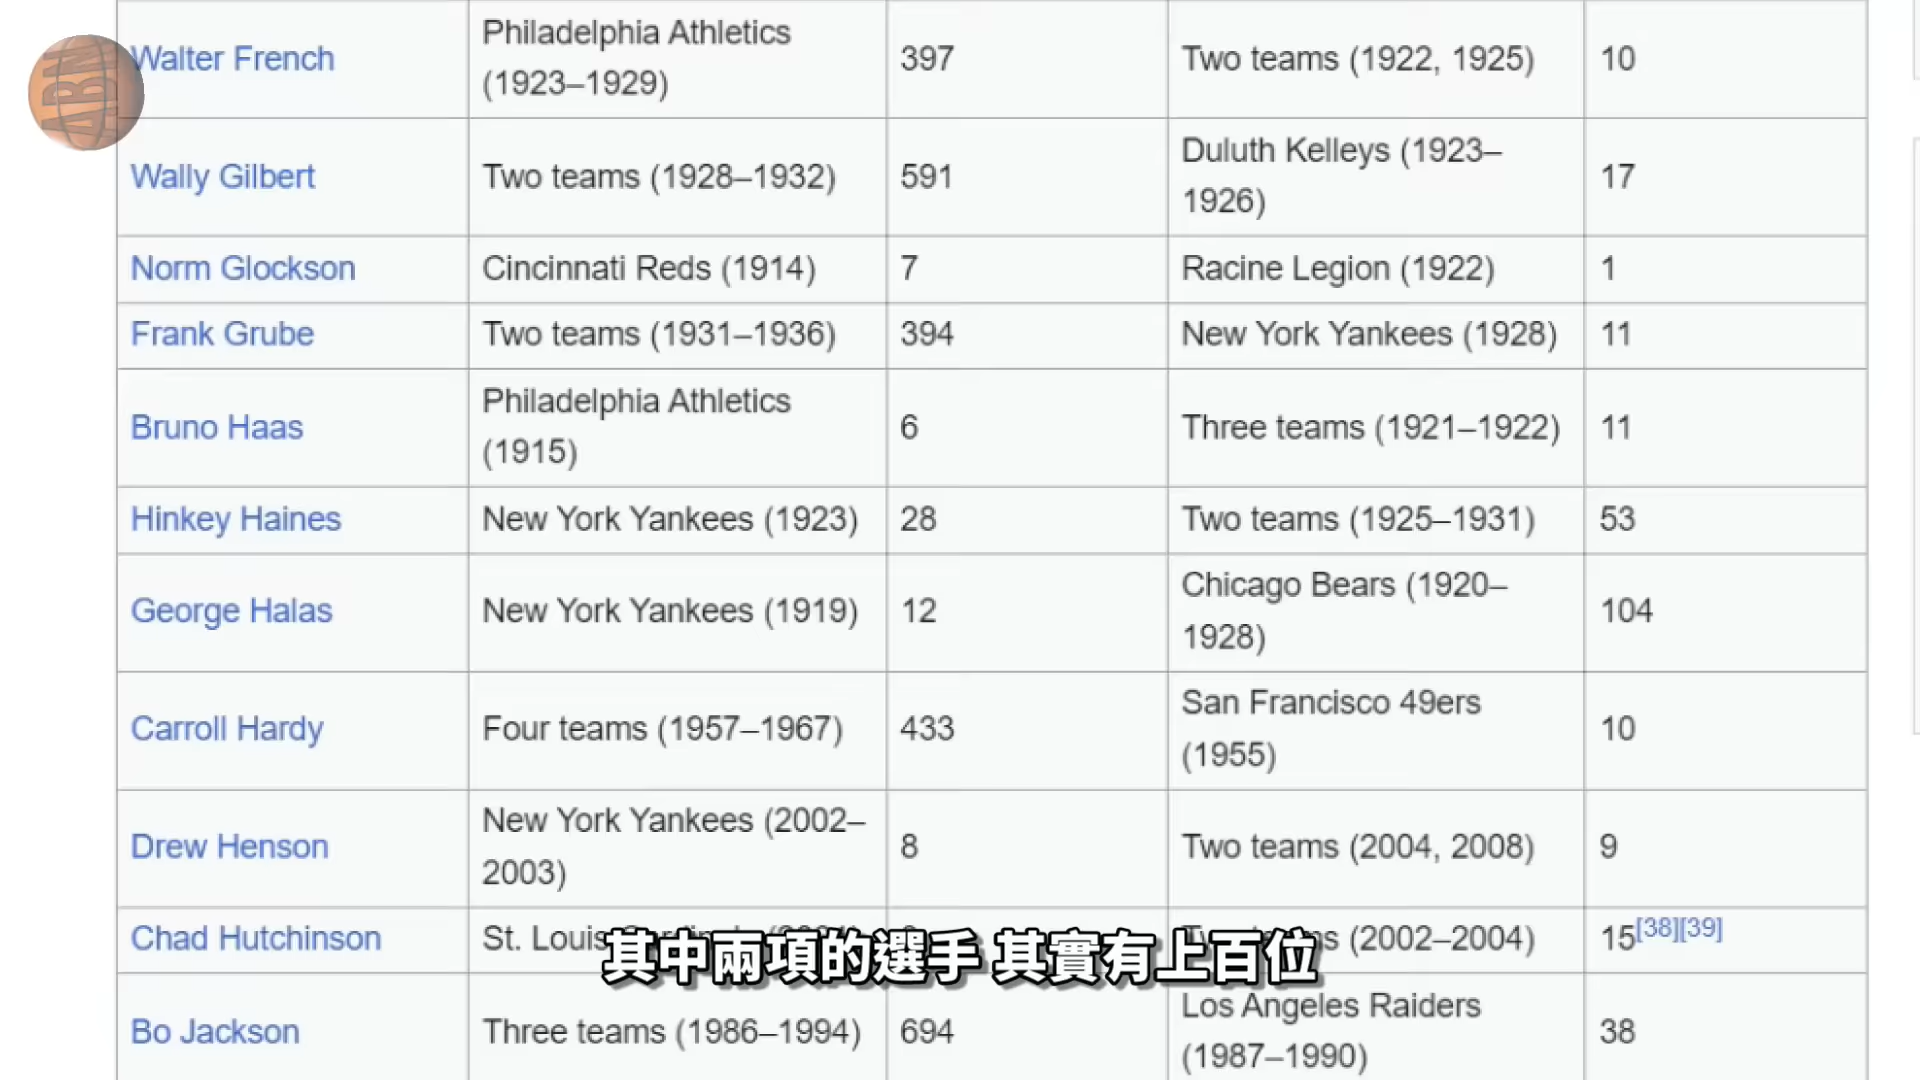 Philadelphia Athletics
Walter French
(1923–1929)
397
Two teams (1922, 1925)
10
ABN
Wally Gilbert
Two teams (1928–1932)
591
Duluth Kelleys (1923–
1926)
17
Norm Glockson
Cincinnati Reds (1914)
7
Racine Legion (1922)
1
Frank Grube
Two teams (1931–1936)
394
New York Yankees (1928)
11
Bruno Haas
Philadelphia Athletics
(1915)
6
Three teams (1921–1922)
11
Hinkey Haines
New York Yankees (1923)
28
Two teams (1925–1931)
53
George Halas
New York Yankees (1919)
12
Chicago Bears (1920–
1928)
104
Carroll Hardy
Four teams (1957–1967)
433
San Francisco 49ers
(1955)
10
Drew Henson
New York Yankees (2002–
2003)
8
Two teams (2004, 2008)
9
Chad Hutchinson
St. Louis
(2002–2004)
15[38][39]
其中兩項的選手 其實有上百位
Bo Jackson
Three teams (1986–1994)
694
Los Angeles Raiders
(1987–1990)
38